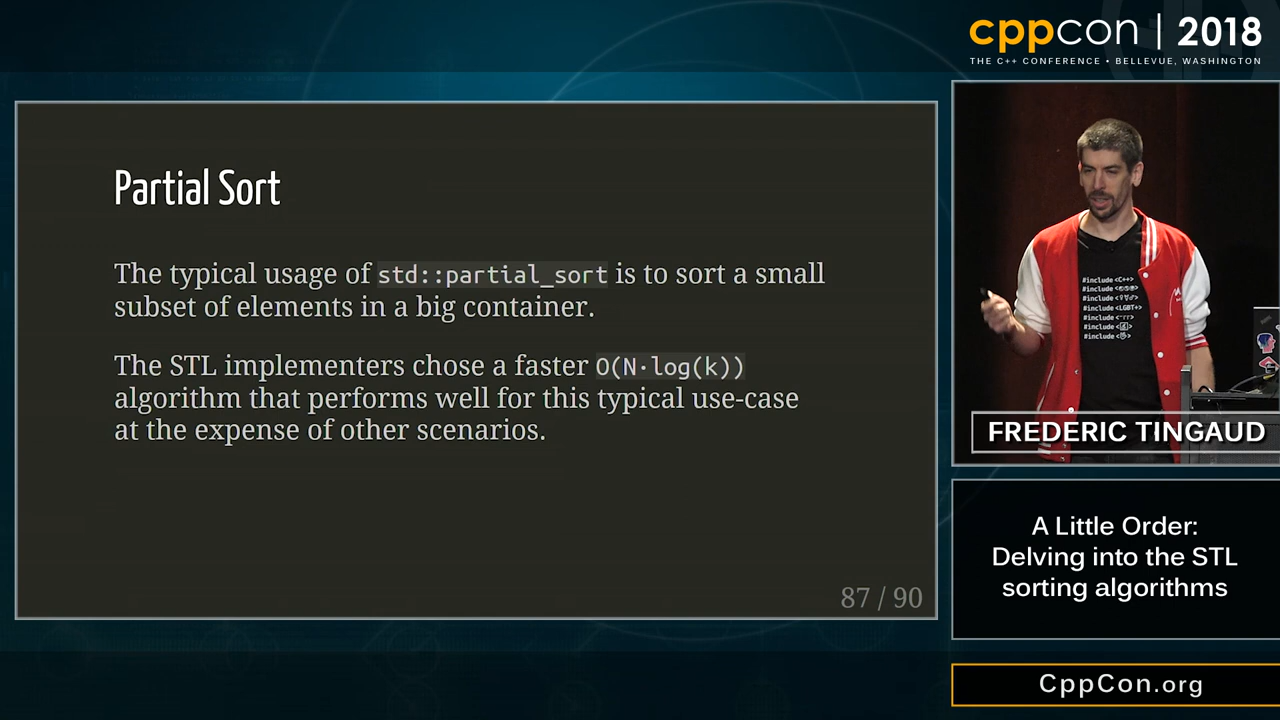 cppcon | 2018
THE C++ CONFERENCE • BELLEVUE, WASHINGTON
Partial Sort
The typical usage of std::partial_sort is to sort a small
subset of elements in a big container.
The STL implementers chose a faster O(N·log(k))
algorithm that performs well for this typical use-case
at the expense of other scenarios.
87 / 90
#include <C++>
#include <LGBT+>
FREDERIC TINGAUD
A Little Order:
Delving into the STL
sorting algorithms
CppCon.org